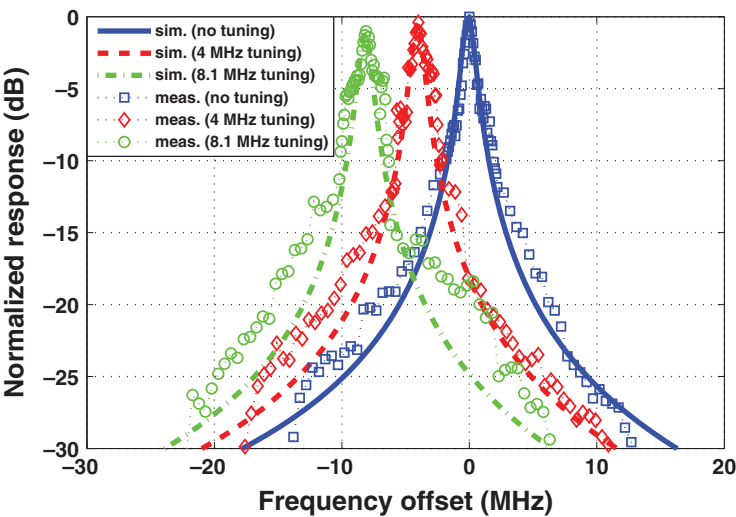 Normalized response (dB)
0
−5
−10
−15
−20
−25
−30
sim. (no tuning)
sim. (4 MHz tuning)
sim. (8.1 MHz tuning)
meas. (no tuning)
meas. (4 MHz tuning)
meas. (8.1 MHz tuning)
−30 −20 −10 0 10 20
Frequency offset (MHz)